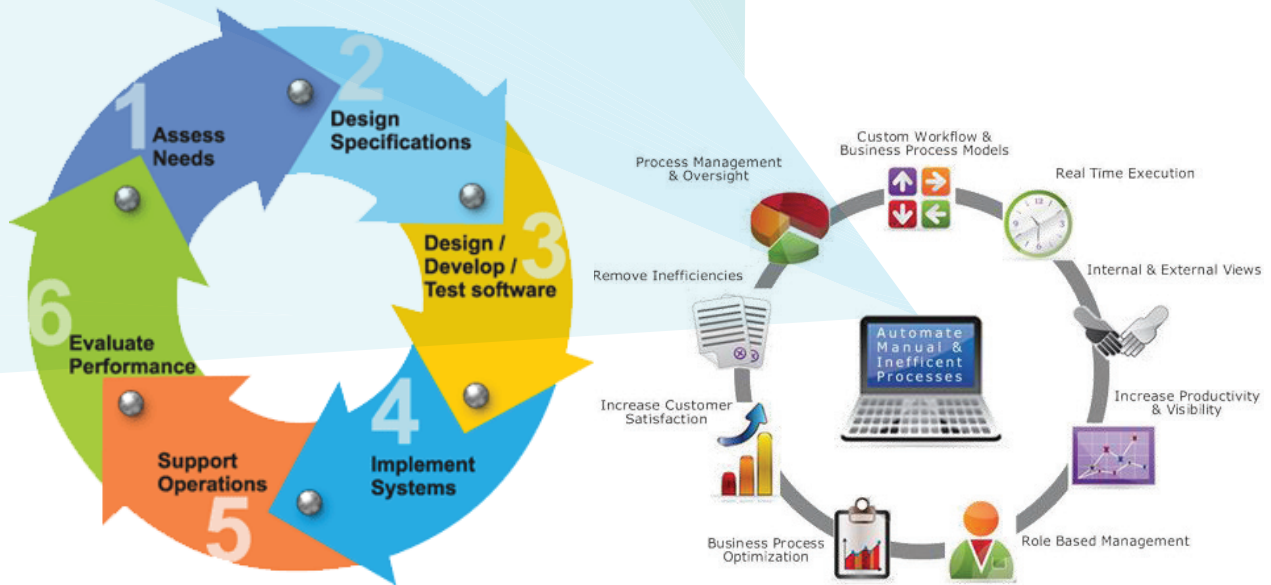 1
Assess
Needs
2
Design
Specifications
3
Design /
Develop /
Test software
4
Implement
Systems
5
Support
Operations
6
Evaluate
Performance
Custom Workflow &
Business Process Models
Real Time Execution
Internal & External Views
Increase Productivity
& Visibility
Role Based Management
Business Process
Optimization
Increase Customer
Satisfaction
Remove Inefficiencies
Process Management
& Oversight
Automate
Manual &
Inefficent
Processes